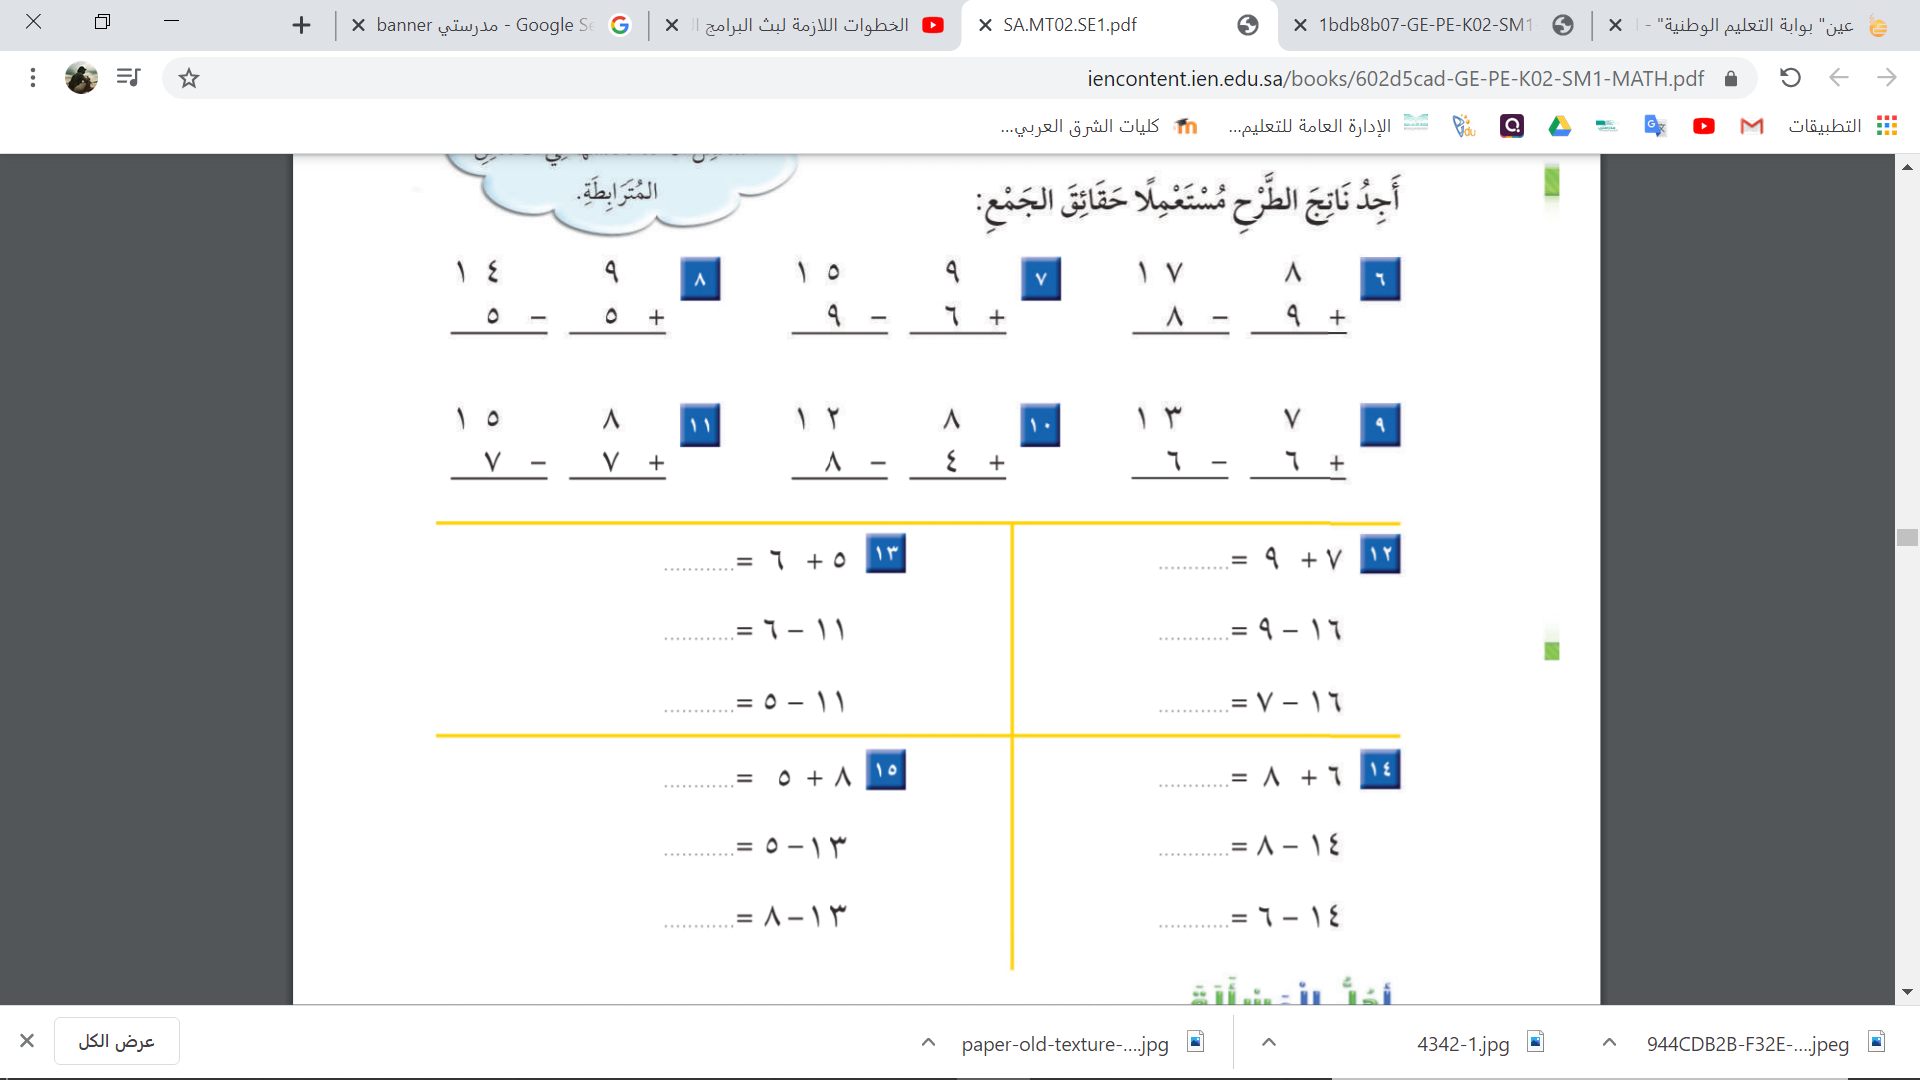 عين" بوابة التعليم الوطنية" - ا
1bdb8b07-GE-PE-K02-SM1
SA.MT02.SE1.pdf
الخطوات اللازمة لبث البرامج ا
banner مدرستي - Google Se
iencontent.ien.edu.sa/books/602d5cad-GE-PE-K02-SM1-MATH.pdf
التطبيقات
الإدارة العامة للتعليم...
كليات الشرق العربي...
المُتَرَابِطَةِ.
أَجِدُ نَاتِجَ الطَّرْحِ مُسْتَعْمِلًا حَقَائِقَ الجَمْعِ:
٦ ٨ ١٧ ٧ ٩ ١٥ ٨ ٩ ١٤
+ ٩ − ٨ + ٦ − ٩ + ٥ − ٥
٩ ٧ ١٣ ١٠ ٨ ١٢ ١١ ٨ ١٥
+ ٦ − ٦ + ٤ − ٨ + ٧ − ٧
١٢ ٧ + ٩ = ............
١٦ − ٩ = ............
١٦ − ٧ = ............
١٣ ٥ + ٦ = ............
١١ − ٦ = ............
١١ − ٥ = ............
١٤ ٦ + ٨ = ............
١٤ − ٨ = ............
١٤ − ٦ = ............
١٥ ٨ + ٥ = ............
١٣ − ٥ = ............
١٣ − ٨ = ............
944CDB2B-F32E-....jpeg
4342-1.jpg
paper-old-texture-....jpg
عرض الكل